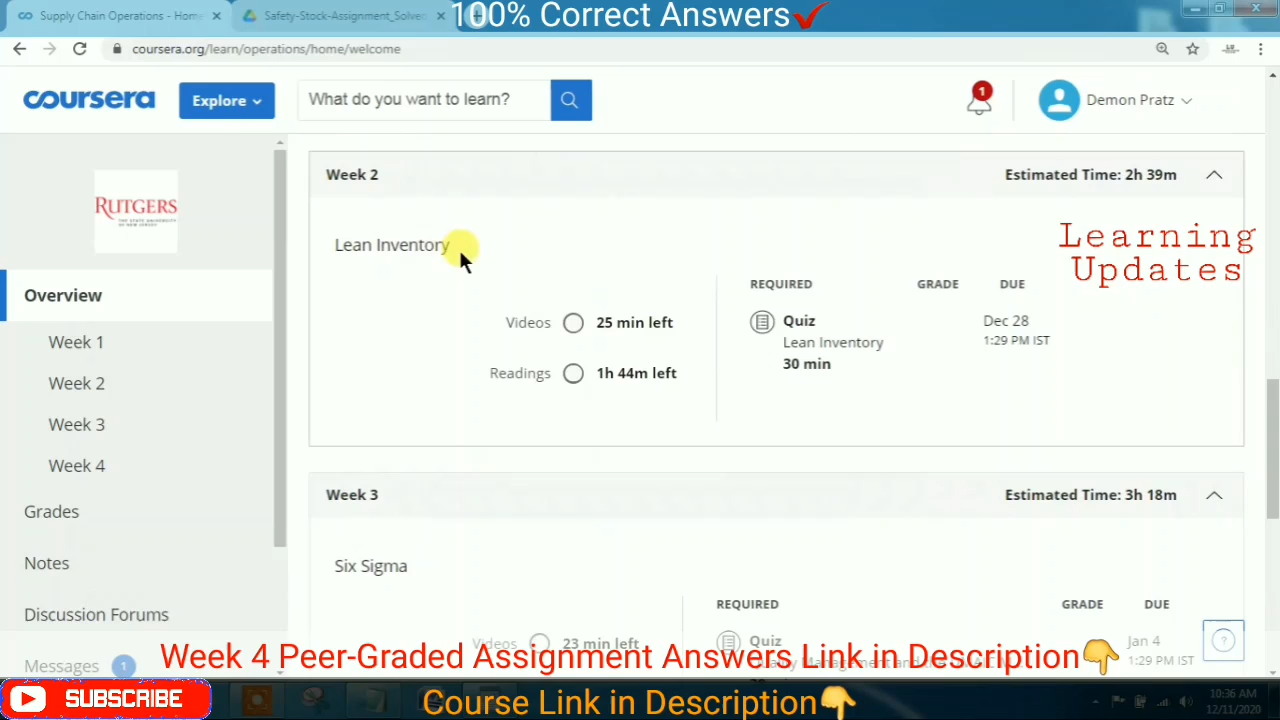 Supply Chain Operations - Home
Safety-Stock-Assignment_Solve
100% Correct Answers
coursera.org/learn/operations/home/welcome
coursera
Explore
What do you want to learn?
1
Demon Pratz
RUTGERS
Week 2
Estimated Time: 2h 39m
Learning
Updates
Lean Inventory
REQUIRED GRADE DUE
Videos 25 min left
Quiz
Lean Inventory
30 min
Dec 28
1:29 PM IST
Readings 1h 44m left
Overview
Week 1
Week 2
Week 3
Week 4
Grades
Notes
Discussion Forums
Messages 1
Week 3
Estimated Time: 3h 18m
Six Sigma
REQUIRED GRADE DUE
Videos 23 min left
Quiz
Jan 4
1:29 PM IST
?
Week 4 Peer-Graded Assignment Answers Link in Description
SUBSCRIBE
Course Link in Description
10:36 AM
12/11/2020